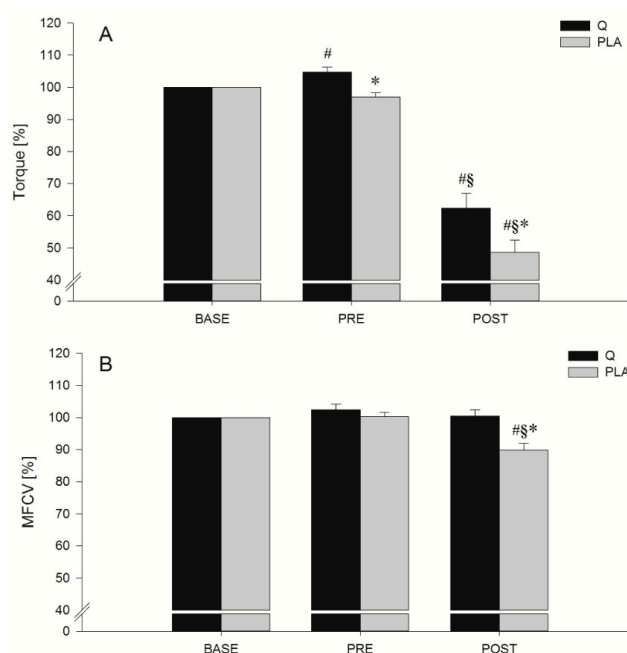 A
Q
PLA
Torque [%]
120
110
100
90
80
70
60
50
40
0
#
*
#§
#§*
BASE PRE POST
B
Q
PLA
MFCV [%]
120
110
100
90
80
70
60
50
40
0
#§*
BASE PRE POST